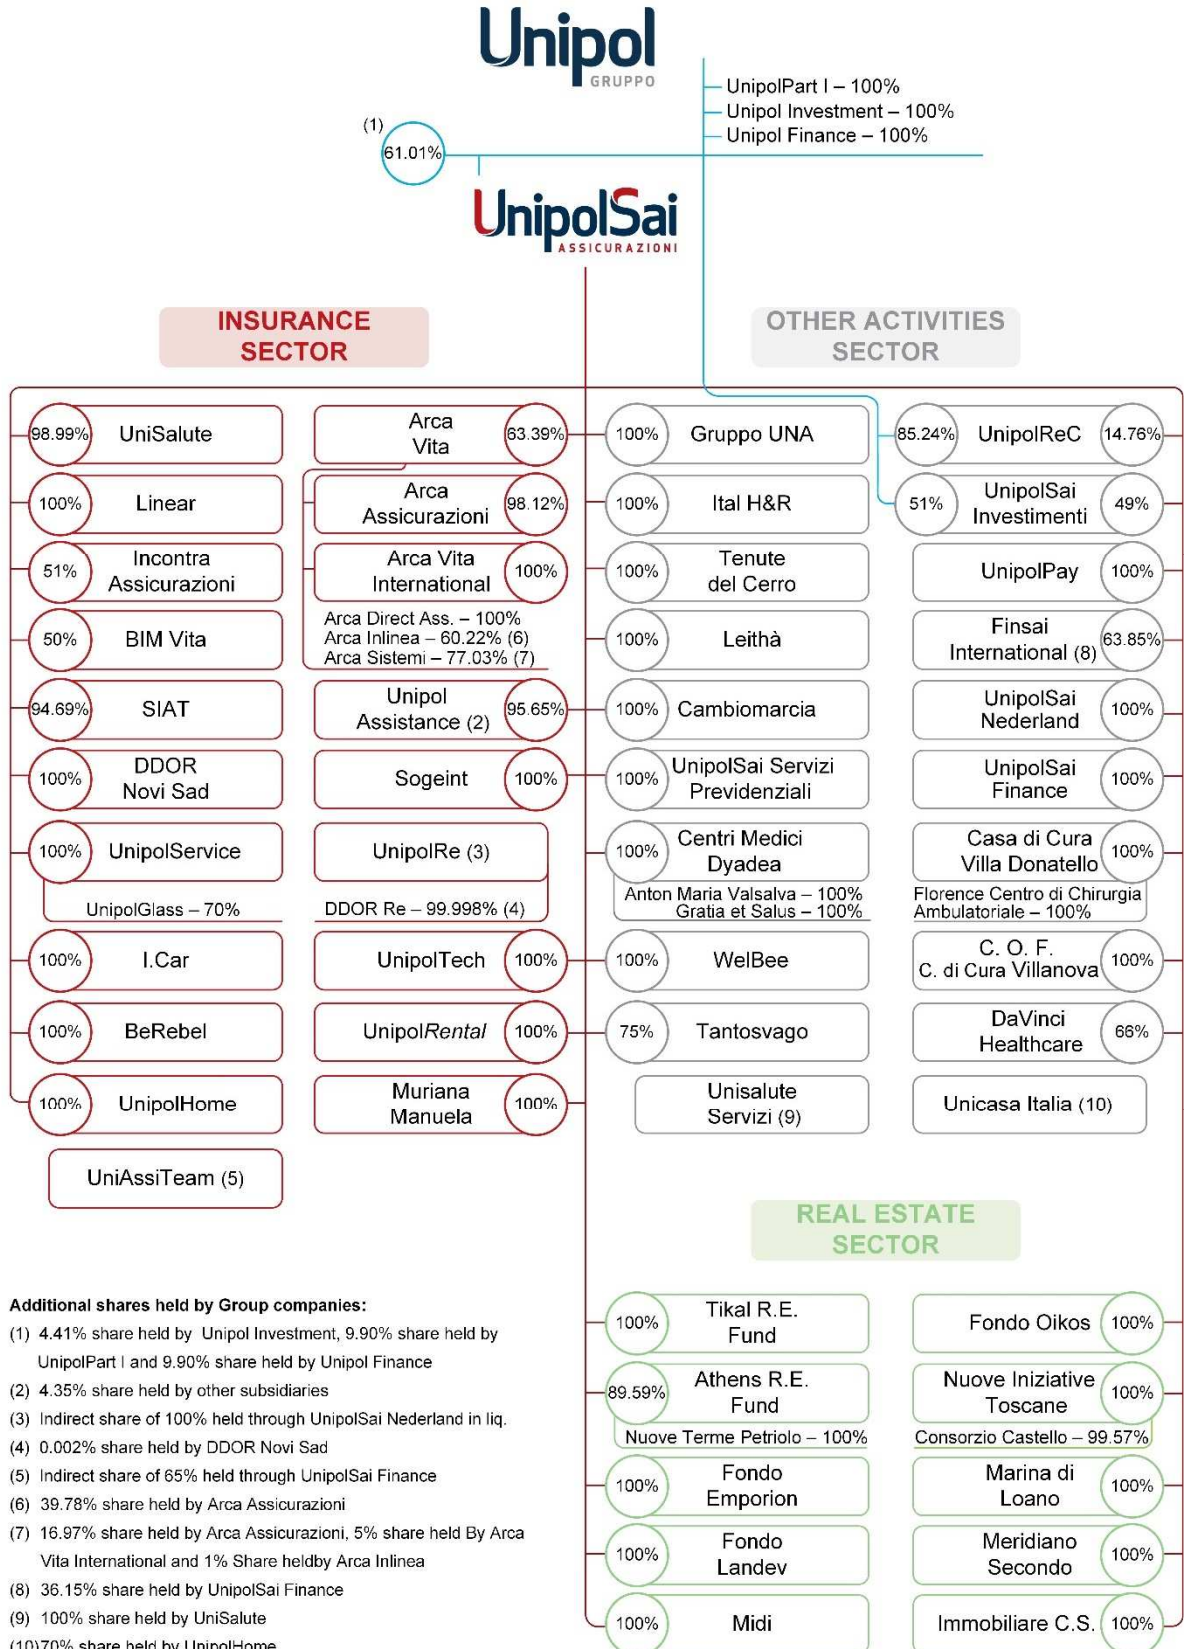 Unipol
GRUPPO
UnipolPart I – 100%
Unipol Investment – 100%
Unipol Finance – 100%
(1)
61.01%
UnipolSai
ASSICURAZIONI
INSURANCE
SECTOR
98.99%
UniSalute
100%
Linear
51%
Incontra
Assicurazioni
50%
BIM Vita
94.69%
SIAT
100%
DDOR
Novi Sad
100%
UnipolService
UnipolGlass – 70%
100%
I.Car
100%
BeRebel
100%
UnipolHome
UniAssiTeam (5)
Arca
Vita
63.39%
Arca
Assicurazioni
98.12%
Arca Vita
International
100%
Arca Direct Ass. – 100%
Arca Inlinea – 60.22% (6)
Arca Sistemi – 77.03% (7)
Unipol
Assistance (2)
95.65%
Sogeint
100%
UnipolRe (3)
DDOR Re – 99.998% (4)
UnipolTech
100%
UnipolRental
100%
Muriana
Manuela
100%
OTHER ACTIVITIES
SECTOR
100%
Gruppo UNA
100%
Ital H&R
100%
Tenute
del Cerro
100%
Leithà
100%
Cambiomarcia
100%
UnipolSai Servizi
Previdenziali
100%
Centri Medici
Dyadea
Anton Maria Valsalva – 100%
Gratia et Salus – 100%
100%
WelBee
75%
Tantosvago
Unisalute
Servizi (9)
85.24%
UnipolReC
14.76%
51%
UnipolSai
Investimenti
49%
UnipolPay
100%
Finsai
International (8)
63.85%
UnipolSai
Nederland
100%
UnipolSai
Finance
100%
Casa di Cura
Villa Donatello
100%
Florence Centro di Chirurgia
Ambulatoriale – 100%
C. O. F.
C. di Cura Villanova
100%
DaVinci
Healthcare
66%
Unicasa Italia (10)
REAL ESTATE
SECTOR
100%
Tikal R.E.
Fund
89.59%
Athens R.E.
Fund
Nuove Terme Petriolo – 100%
100%
Fondo
Emporion
100%
Fondo
Landev
100%
Midi
Fondo Oikos
100%
Nuove Iniziative
Toscane
100%
Consorzio Castello – 99.57%
Marina di
Loano
100%
Meridiano
Secondo
100%
Immobiliare C.S.
100%
Additional shares held by Group companies:
(1) 4.41% share held by Unipol Investment, 9.90% share held by
UnipolPart I and 9.90% share held by Unipol Finance
(2) 4.35% share held by other subsidiaries
(3) Indirect share of 100% held through UnipolSai Nederland in liq.
(4) 0.002% share held by DDOR Novi Sad
(5) Indirect share of 65% held through UnipolSai Finance
(6) 39.78% share held by Arca Assicurazioni
(7) 16.97% share held by Arca Assicurazioni, 5% share held By Arca
Vita International and 1% Share heldby Arca Inlinea
(8) 36.15% share held by UnipolSai Finance
(9) 100% share held by UniSalute
(10)70% share held by UnipolHome